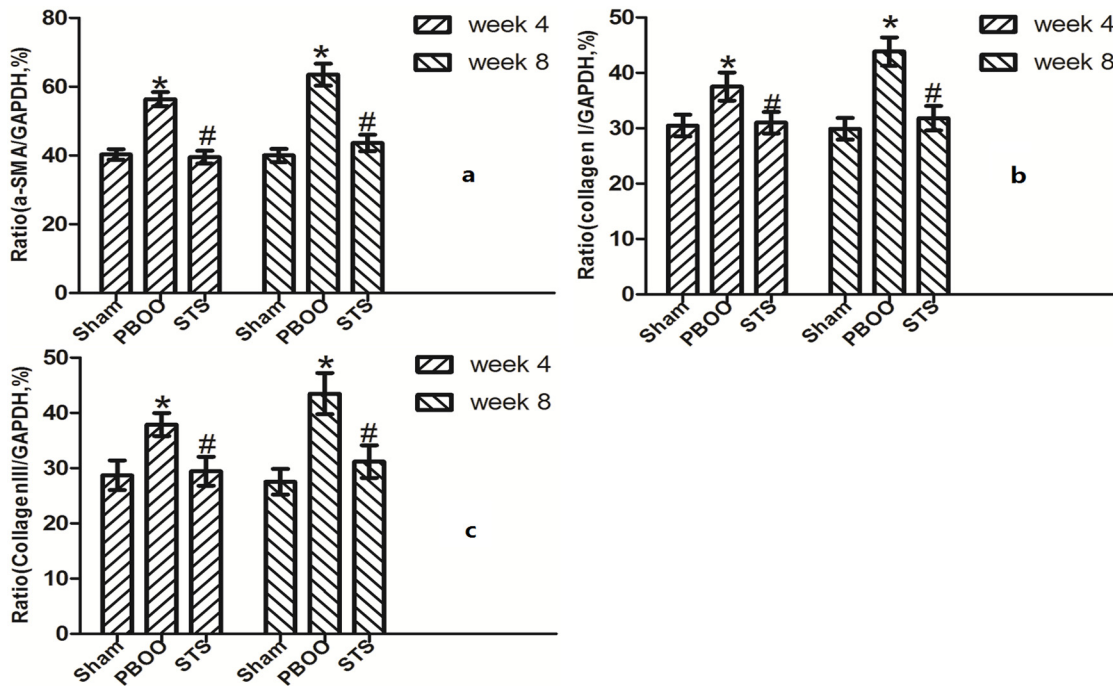 Ratio(a-SMA/GAPDH,%)
80
60
40
20
0
* # * #
week 4
week 8
a
Sham PBOO STS Sham PBOO STS
Ratio(collagen I/GAPDH,%)
50
40
30
20
10
0
* # * #
week 4
week 8
b
Sham PBOO STS Sham PBOO STS
Ratio(CollagenIII/GAPDH,%)
50
40
30
20
10
0
* # * #
week 4
week 8
c
Sham PBOO STS Sham PBOO STS